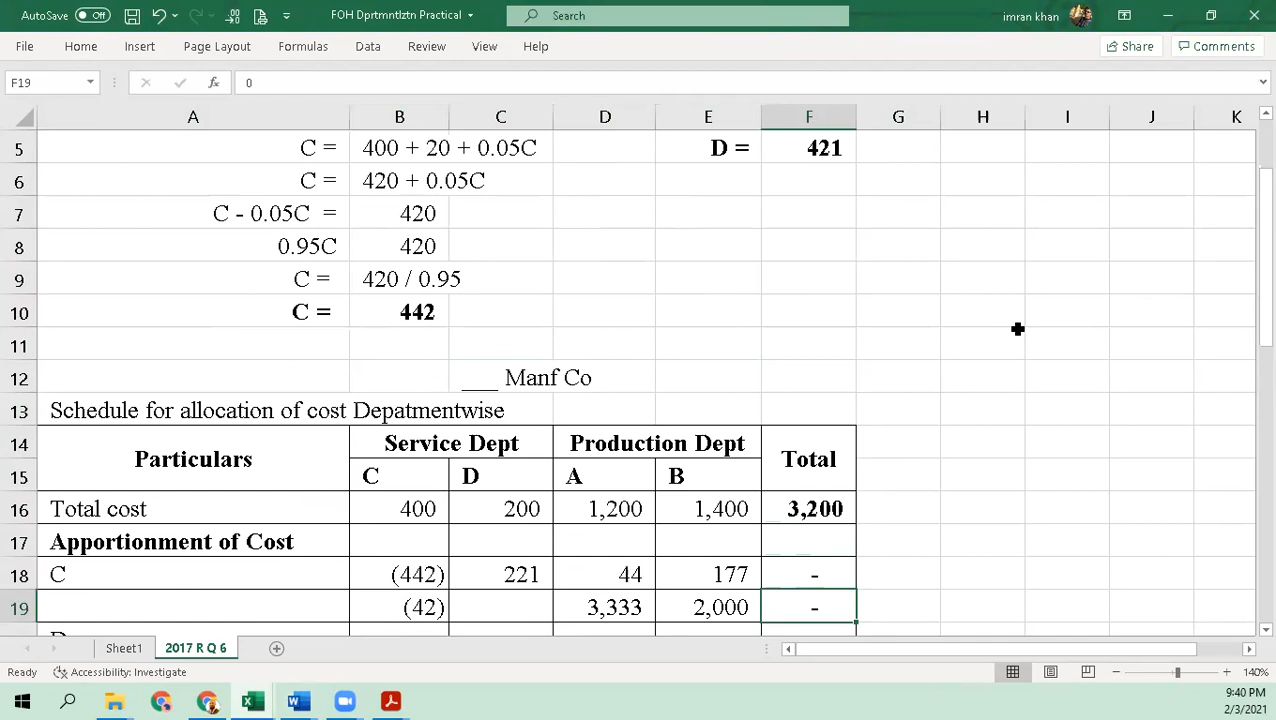 AutoSave Off FOH Dprtmntlztn Practical Search imran khan
File Home Insert Page Layout Formulas Data Review View Help Share Comments
F19 fx 0
A B C D E F G H I J K
5 C = 400 + 20 + 0.05C D = 421
6 C = 420 + 0.05C
7 C - 0.05C = 420
8 0.95C 420
9 C = 420 / 0.95
10 C = 442
11
12 ___ Manf Co
13 Schedule for allocation of cost Depatmentwise
14 Particulars Service Dept Production Dept Total
15 C D A B
16 Total cost 400 200 1,200 1,400 3,200
17 Apportionment of Cost
18 C (442) 221 44 177 -
19 (42) 3,333 2,000 -
Sheet1 2017 R Q 6
Ready Accessibility: Investigate 140%
9:40 PM
2/3/2021